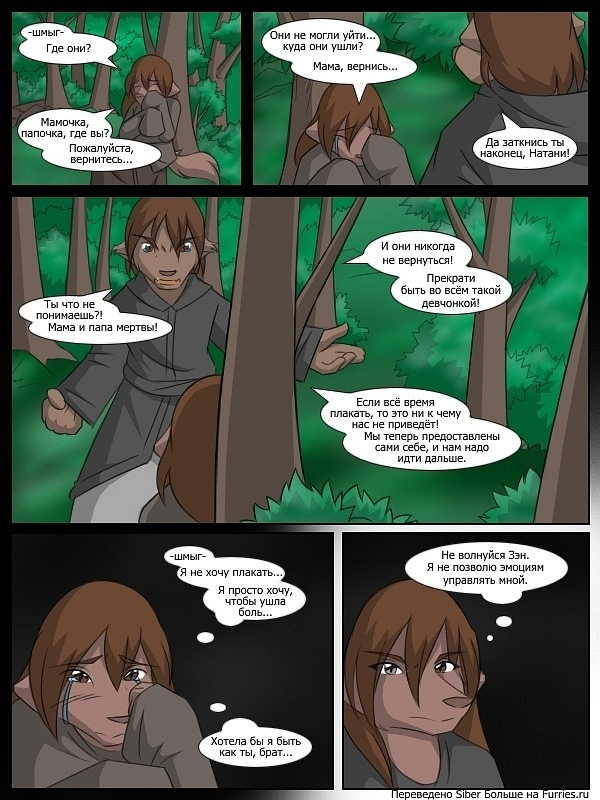 -шмыг-
Где они?
Мамочка,
папочка, где вы?
Пожалуйста,
вернитесь...
Они не могли уйти...
куда они ушли?
Мама, вернись...
Да заткнись ты
наконец, Натани!
Ты что не
понимаешь?!
Мама и папа мертвы!
И они никогда
не вернуться!
Прекрати
быть во всём такой
девчонкой!
Если всё время
плакать, то это ни к чему
нас не приведёт!
Мы теперь предоставлены
сами себе, и нам надо
идти дальше.
-шмыг-
Я не хочу плакать...
Я просто хочу,
чтобы ушла
боль...
Хотела бы я быть
как ты, брат...
Не волнуйся Зэн.
Я не позволю эмоциям
управлять мной.
Переведено Siber Больше на Furries.ru